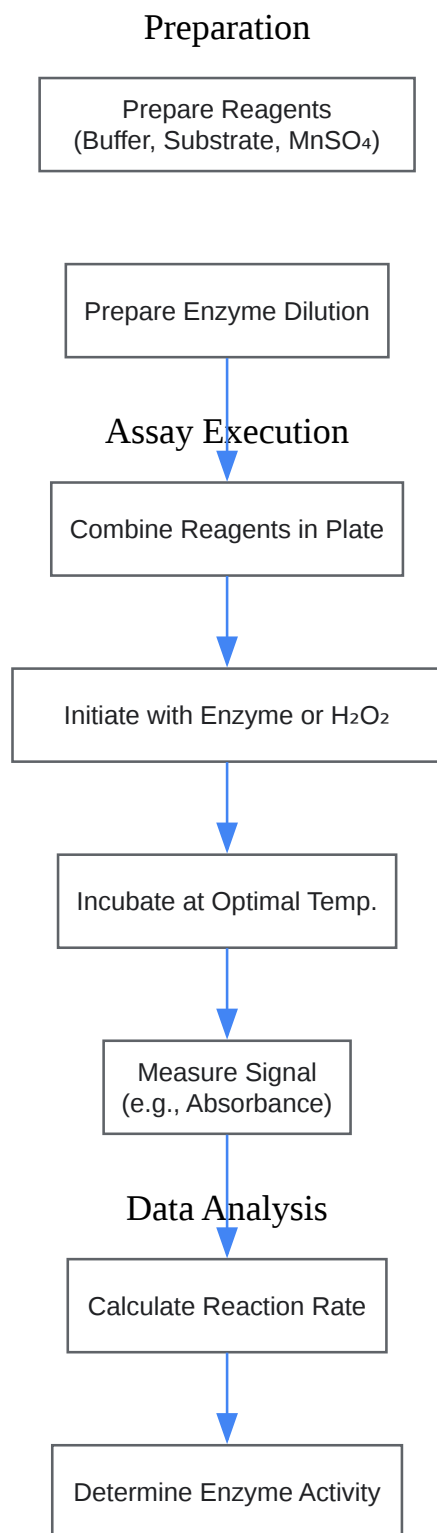 Preparation
Prepare Reagents
(Buffer, Substrate, MnSO₄)
Prepare Enzyme Dilution
Assay Execution
Combine Reagents in Plate
Initiate with Enzyme or H₂O₂
Incubate at Optimal Temp.
Measure Signal
(e.g., Absorbance)
Data Analysis
Calculate Reaction Rate
Determine Enzyme Activity